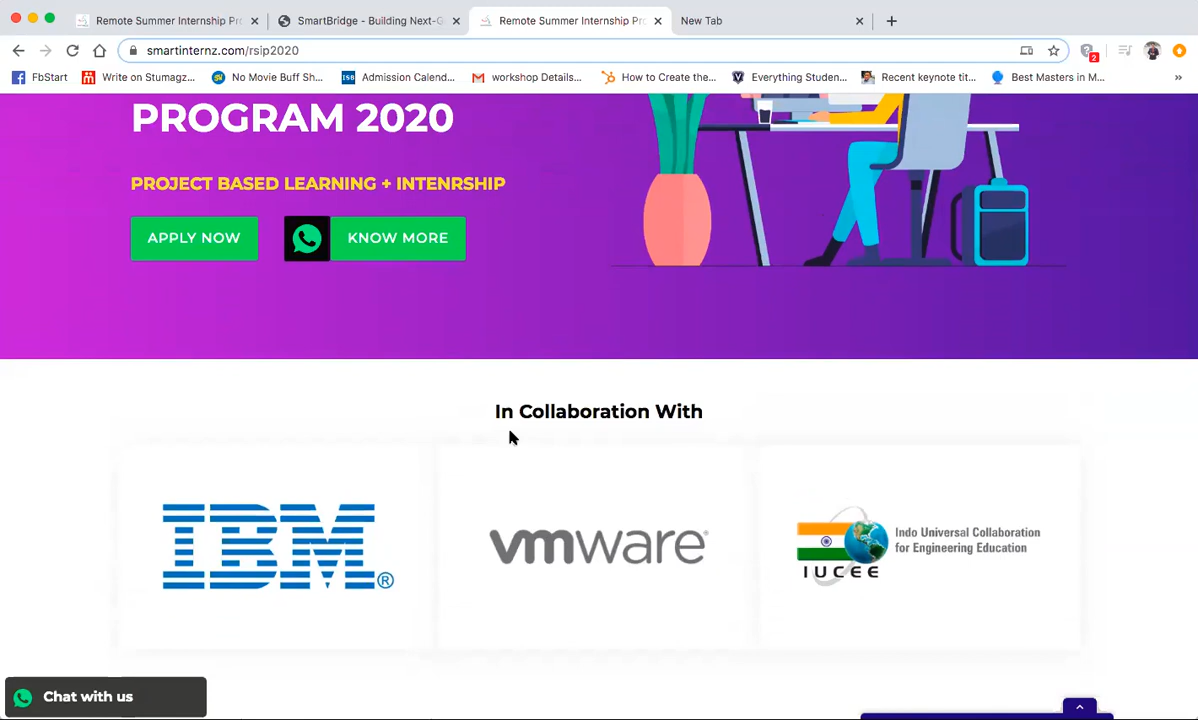 Remote Summer Internship Pro
SmartBridge - Building Next-G
Remote Summer Internship Pro
New Tab
smartinternz.com/rsip2020
2
FbStart
Write on Stumagz...
No Movie Buff Sh...
Admission Calend...
workshop Details...
How to Create the...
Everything Studen...
Recent keynote tit...
Best Masters in M...
PROGRAM 2020
PROJECT BASED LEARNING + INTENRSHIP
APPLY NOW
KNOW MORE
In Collaboration With
IBM®
vmware®
IUCEE
Indo Universal Collaboration
for Engineering Education
Chat with us